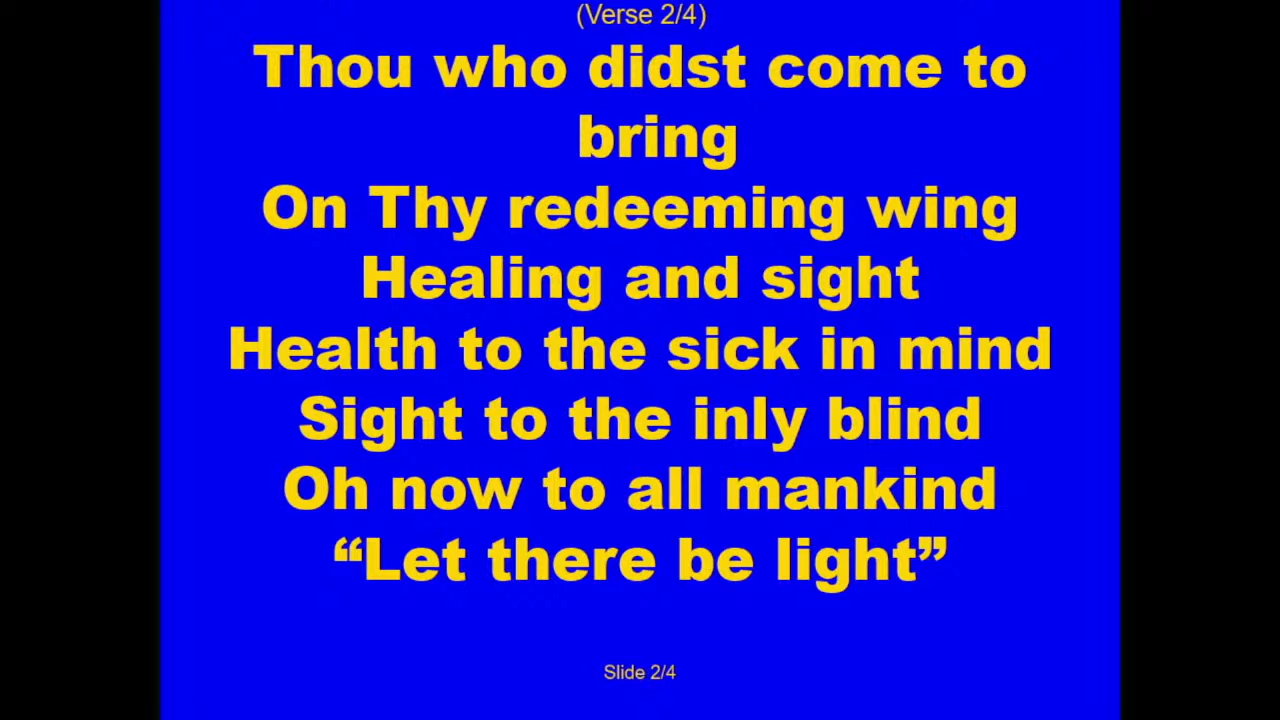 (Verse 2/4)
Thou who didst come to
bring
On Thy redeeming wing
Healing and sight
Health to the sick in mind
Sight to the inly blind
Oh now to all mankind
“Let there be light”
Slide 2/4